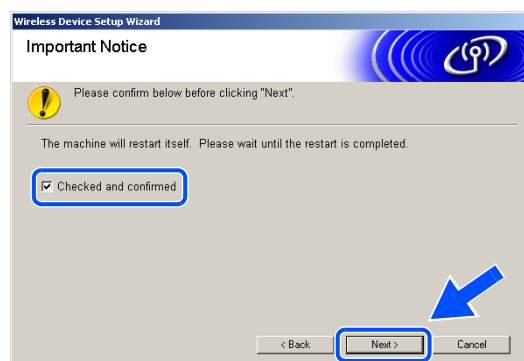 Wireless Device Setup Wizard
Important Notice
Please confirm below before clicking "Next".
The machine will restart itself. Please wait until the restart is completed.
Checked and confirmed
< Back Next > Cancel